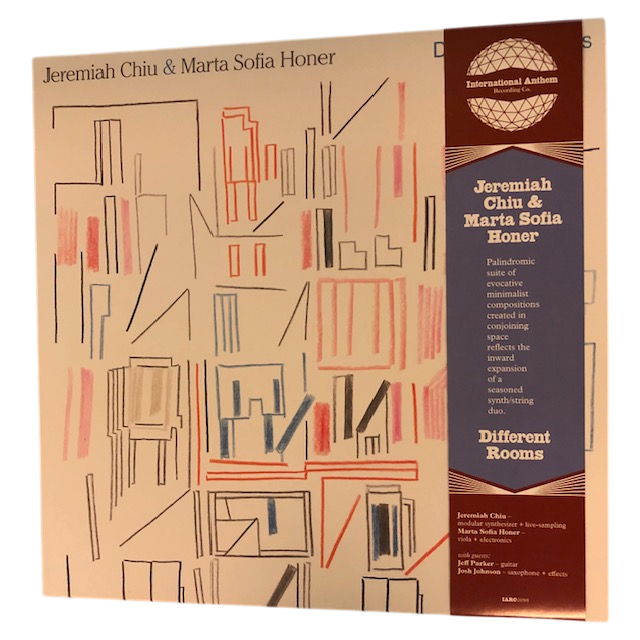 Jeremiah Chiu & Marta Sofia Honer
D
s
International Anthem
Recording Co.
Jeremiah
Chiu &
Marta Sofia
Honer
Palindromic
suite of
evocative
minimalist
compositions
created in
conjoining
space
reflects the
inward
expansion
of a
seasoned
synth/string
duo.
Different
Rooms
Jeremiah Chiu –
modular synthesizer + live-sampling
Marta Sofia Honer –
viola + electronics
with guests:
Jeff Parker – guitar
Josh Johnson – saxophone + effects